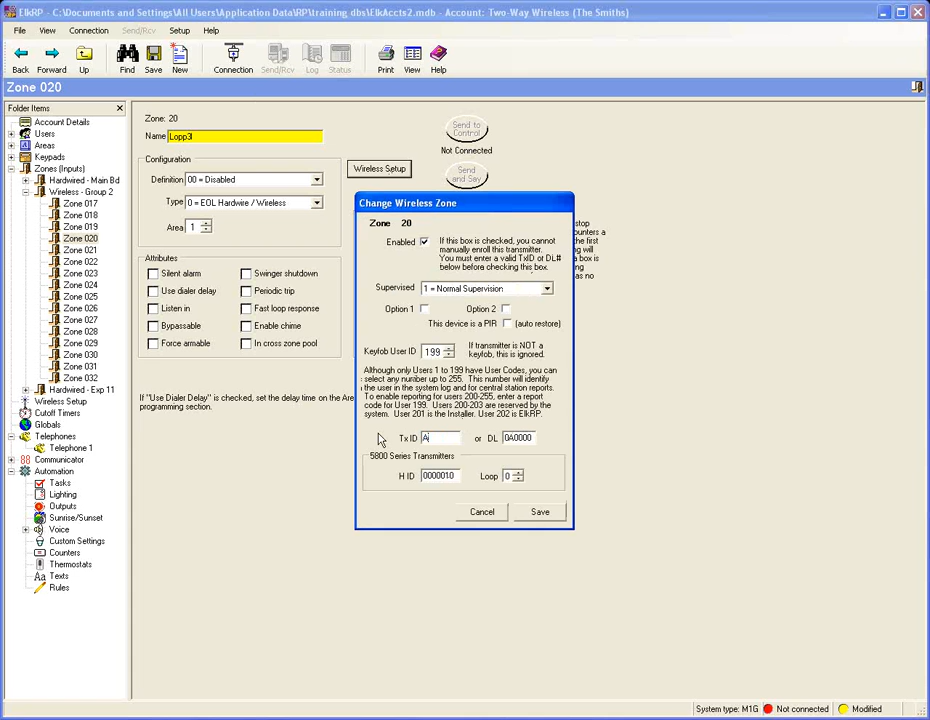 ElkRP - C:\Documents and Settings\All Users\Application Data\RP\training dbs\ElkAccts2.mdb - Account: Two-Way Wireless (The Smiths)
File View Connection Send/Rcv Setup Help
Back Forward Up Find Save New Connection Send/Rcv Log Status Print View Help
Zone 020
Folder Items
Account Details
Users
Areas
Keypads
Zones (Inputs)
Hardwired - Main Bd
Wireless - Group 2
Zone 017
Zone 018
Zone 019
Zone 020
Zone 021
Zone 022
Zone 023
Zone 024
Zone 025
Zone 026
Zone 027
Zone 028
Zone 029
Zone 030
Zone 031
Zone 032
Hardwired - Exp 11
Wireless Setup
Cutoff Timers
Globals
Telephones
Telephone 1
Communicator
Automation
Tasks
Lighting
Outputs
Sunrise/Sunset
Voice
Custom Settings
Counters
Thermostats
Texts
Rules
Zone: 20
Name Lopp3
Configuration
Definition 00 = Disabled
Type 0 = EOL Hardwire / Wireless
Area 1
Attributes
Silent alarm Swinger shutdown
Use dialer delay Periodic trip
Listen in Fast loop response
Bypassable Enable chime
Force armable In cross zone pool
If "Use Dialer Delay" is checked, set the delay time on the Are
programming section.
Wireless Setup
Send to
Control
Not Connected
Send
and Say
stop
ounters a
the first
ng will
a box is
as no
Change Wireless Zone
Zone 20
Enabled
If this box is checked, you cannot
manually enroll this transmitter.
You must enter a valid TxID or DL#
below before checking this box.
Supervised 1 = Normal Supervision
Option 1 Option 2
This device is a PIR (auto restore)
Keyfob User ID 199
If transmitter is NOT a
keyfob, this is ignored.
Although only Users 1 to 199 have User Codes, you can
select any number up to 255. This number will identify
the user in the system log and for central station reports.
To enable reporting for users 200-255, enter a report
code for User 199. Users 200-203 are reserved by the
system. User 201 is the Installer. User 202 is ElkRP.
Tx ID A or DL 0A0000
5800 Series Transmitters
H ID 0000010 Loop 0
Cancel Save
System type: M1G Not connected Modified